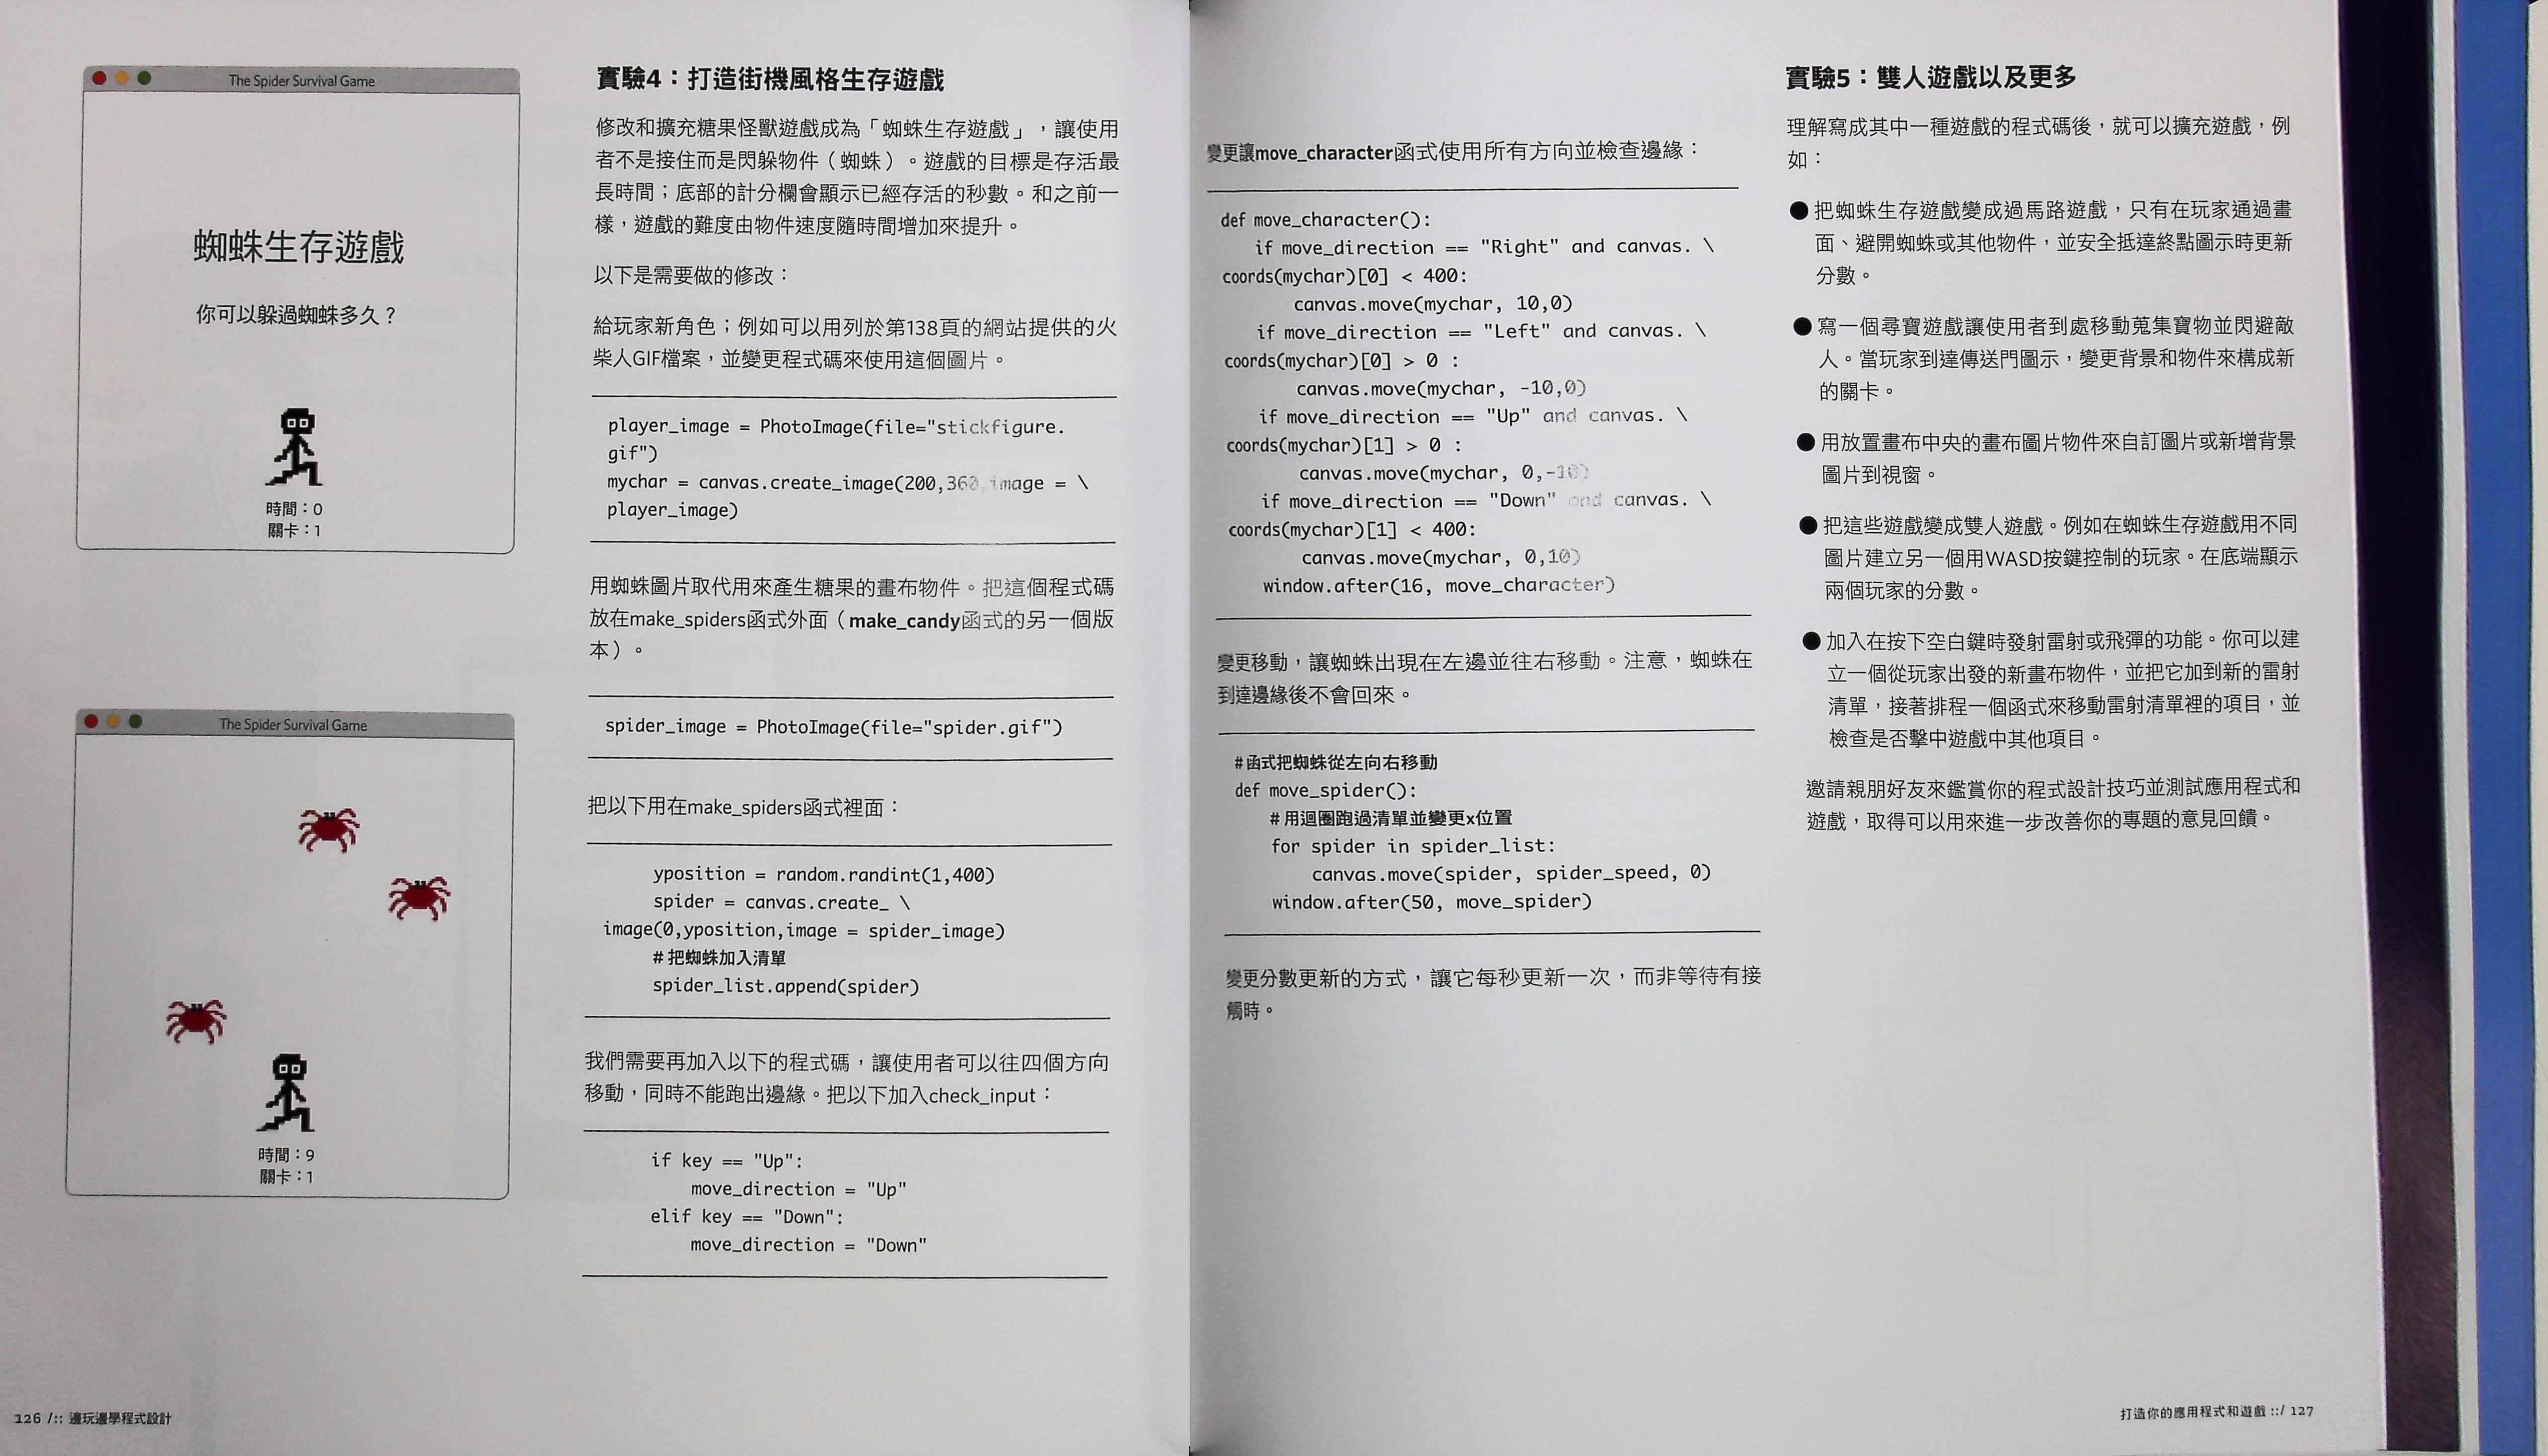 The Spider Survival Game
蜘蛛生存遊戲
你可以躲過蜘蛛多久？
時間：0
關卡：1
The Spider Survival Game
時間：9
關卡：1
126 /:: 邊玩邊學程式設計
實驗4：打造街機風格生存遊戲
修改和擴充糖果怪獸遊戲成為「蜘蛛生存遊戲」，讓使用
者不是接住而是閃躲物件（蜘蛛）。遊戲的目標是存活最
長時間；底部的計分欄會顯示已經存活的秒數。和之前一
樣，遊戲的難度由物件速度隨時間增加來提升。
以下是需要做的修改：
給玩家新角色；例如可以用列於第138頁的網站提供的火
柴人GIF檔案，並變更程式碼來使用這個圖片。
player_image = PhotoImage(file="stickfigure.
gif")
mychar = canvas.create_image(200,360,image = \
player_image)
用蜘蛛圖片取代用來產生糖果的畫布物件。把這個程式碼
放在make_spiders函式外面（make_candy函式的另一個版
本）。
spider_image = PhotoImage(file="spider.gif")
把以下用在make_spiders函式裡面：
yposition = random.randint(1,400)
spider = canvas.create_ \
image(0,yposition,image = spider_image)
# 把蜘蛛加入清單
spider_list.append(spider)
我們需要再加入以下的程式碼，讓使用者可以往四個方向
移動，同時不能跑出邊緣。把以下加入check_input：
if key == "Up":
move_direction = "Up"
elif key == "Down":
move_direction = "Down"
變更讓move_character函式使用所有方向並檢查邊緣：
def move_character():
if move_direction == "Right" and canvas. \
coords(mychar)[0] < 400:
canvas.move(mychar, 10,0)
if move_direction == "Left" and canvas. \
coords(mychar)[0] > 0 :
canvas.move(mychar, -10,0)
if move_direction == "Up" and canvas. \
coords(mychar)[1] > 0 :
canvas.move(mychar, 0,-10)
if move_direction == "Down" and canvas. \
coords(mychar)[1] < 400:
canvas.move(mychar, 0,10)
window.after(16, move_character)
變更移動，讓蜘蛛出現在左邊並往右移動。注意，蜘蛛在
到達邊緣後不會回來。
#函式把蜘蛛從左向右移動
def move_spider():
# 用迴圈跑過清單並變更x位置
for spider in spider_list:
canvas.move(spider, spider_speed, 0)
window.after(50, move_spider)
變更分數更新的方式，讓它每秒更新一次，而非等待有接
觸時。
實驗5：雙人遊戲以及更多
理解寫成其中一種遊戲的程式碼後，就可以擴充遊戲，例
如：
● 把蜘蛛生存遊戲變成過馬路遊戲，只有在玩家通過畫
面、避開蜘蛛或其他物件，並安全抵達終點圖示時更新
分數。
● 寫一個尋寶遊戲讓使用者到處移動蒐集寶物並閃避敵
人。當玩家到達傳送門圖示，變更背景和物件來構成新
的關卡。
● 用放置畫布中央的畫布圖片物件來自訂圖片或新增背景
圖片到視窗。
● 把這些遊戲變成雙人遊戲。例如在蜘蛛生存遊戲用不同
圖片建立另一個用WASD按鍵控制的玩家。在底端顯示
兩個玩家的分數。
● 加入在按下空白鍵時發射雷射或飛彈的功能。你可以建
立一個從玩家出發的新畫布物件，並把它加到新的雷射
清單，接著排程一個函式來移動雷射清單裡的項目，並
檢查是否擊中遊戲中其他項目。
邀請親朋好友來鑑賞你的程式設計技巧並測試應用程式和
遊戲，取得可以用來進一步改善你的專題的意見回饋。
打造你的應用程式和遊戲 ::/ 127